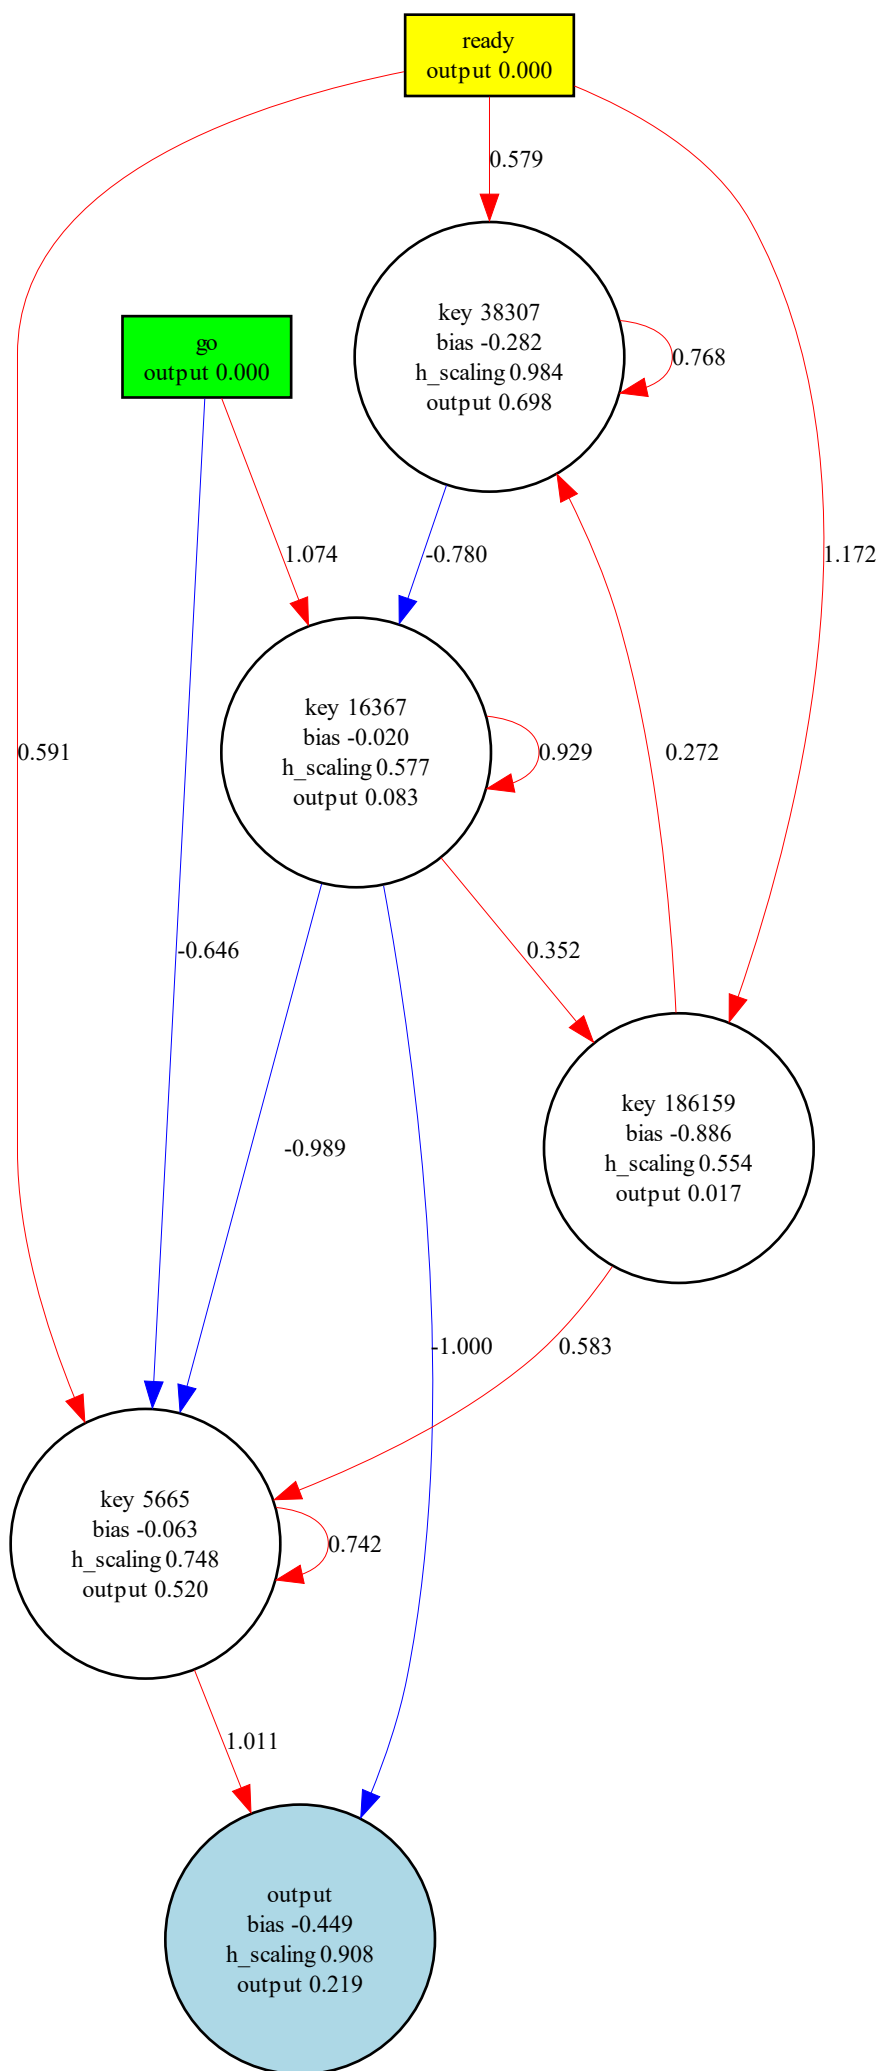 ready
output 0.000
0.579
key 38307
bias -0.282
h_scaling 0.984
output 0.698
0.768
go
output 0.000
1.074
-0.780
1.172
key 16367
bias -0.020
h_scaling 0.577
output 0.083
0.929
0.591
0.272
-0.646
0.352
-0.989
key 186159
bias -0.886
h_scaling 0.554
output 0.017
-1.000
0.583
key 5665
bias -0.063
h_scaling 0.748
output 0.520
0.742
1.011
output
bias -0.449
h_scaling 0.908
output 0.219